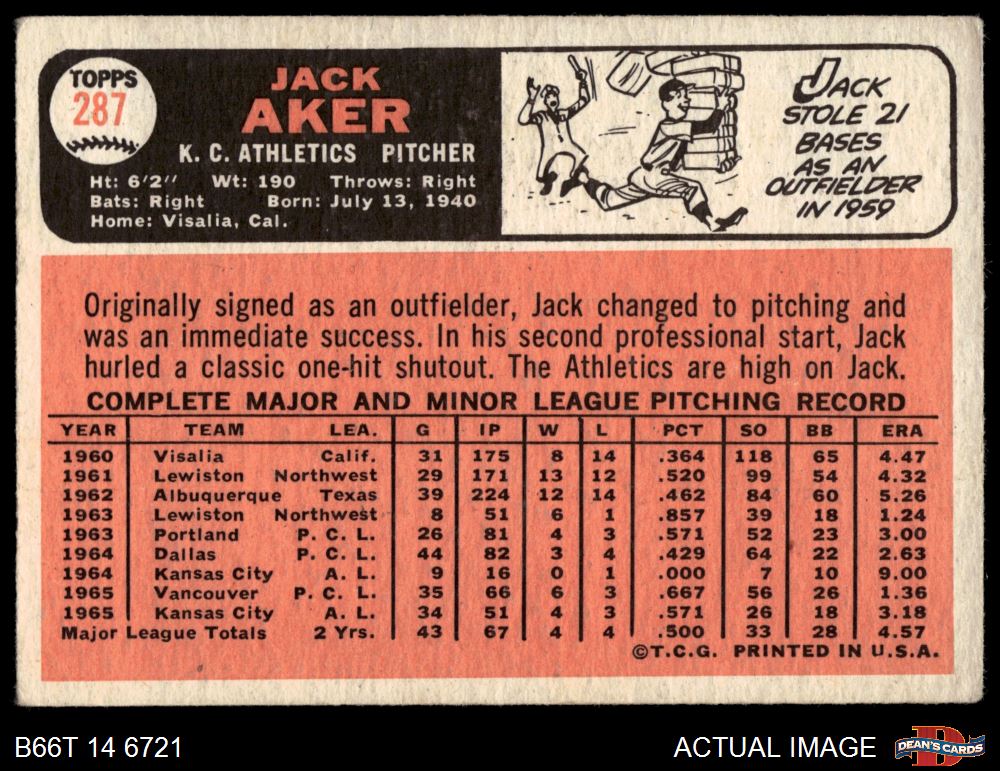 TOPPS
287
JACK
AKER
K. C. ATHLETICS PITCHER
Ht: 6'2" Wt: 190 Throws: Right
Bats: Right Born: July 13, 1940
Home: Visalia, Cal.
JACK
STOLE 21
BASES
AS AN
OUTFIELDER
IN 1959
Originally signed as an outfielder, Jack changed to pitching and
was an immediate success. In his second professional start, Jack
hurled a classic one-hit shutout. The Athletics are high on Jack.
COMPLETE MAJOR AND MINOR LEAGUE PITCHING RECORD
YEAR TEAM LEA. G IP W L PCT SO BB ERA
1960 Visalia Calif. 31 175 8 14 .364 118 65 4.47
1961 Lewiston Northwest 29 171 13 12 .520 99 54 4.32
1962 Albuquerque Texas 39 224 12 14 .462 84 60 5.26
1963 Lewiston Northwest 8 51 6 1 .857 39 18 1.24
1963 Portland P. C. L. 26 81 4 3 .571 52 23 3.00
1964 Dallas P. C. L. 44 82 3 4 .429 64 22 2.63
1964 Kansas City A. L. 9 16 0 1 .000 7 10 9.00
1965 Vancouver P. C. L. 35 66 6 3 .667 56 26 1.36
1965 Kansas City A. L. 34 51 4 3 .571 26 18 3.18
Major League Totals 2 Yrs. 43 67 4 4 .500 33 28 4.57
©T.C.G. PRINTED IN U.S.A.
B66T 14 6721 ACTUAL IMAGE DEAN'S CARDS